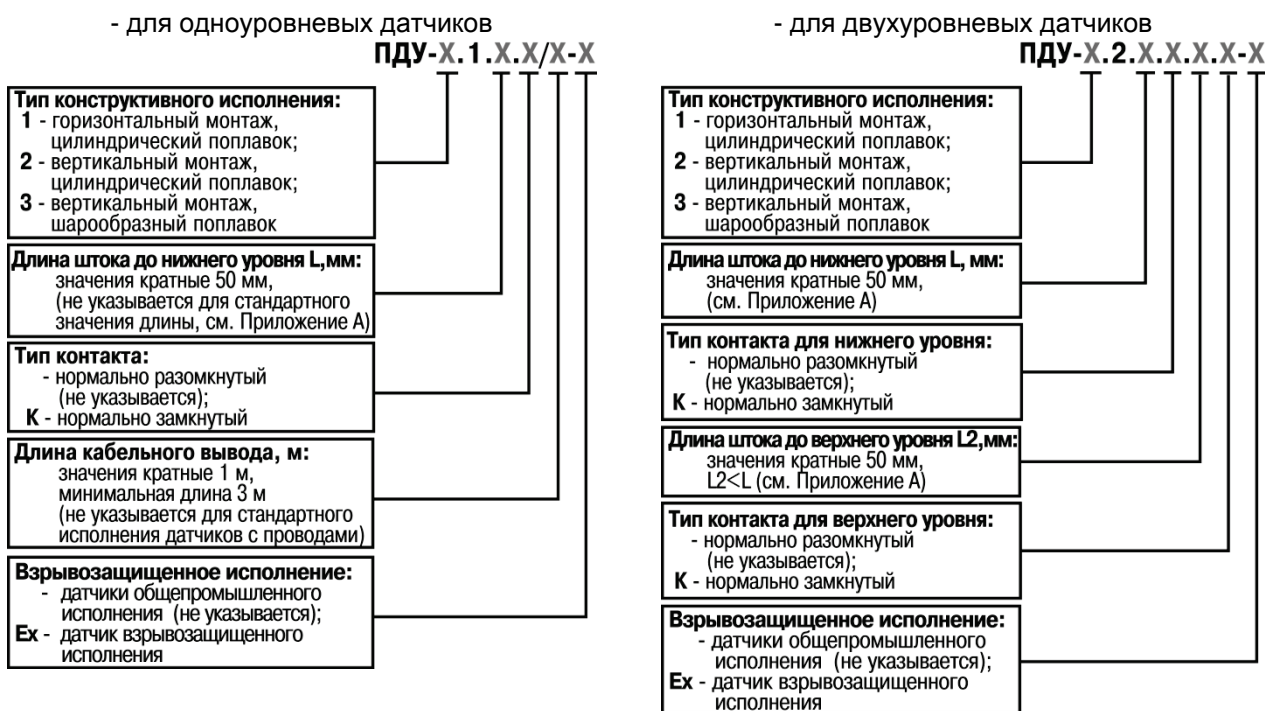 - для одноуровневых датчиков
ПДУ-X.1.X.X/X-X
Тип конструктивного исполнения:
1 - горизонтальный монтаж,
цилиндрический поплавок;
2 - вертикальный монтаж,
цилиндрический поплавок;
3 - вертикальный монтаж,
шарообразный поплавок
Длина штока до нижнего уровня L,мм:
значения кратные 50 мм,
(не указывается для стандартного
значения длины, см. Приложение А)
Тип контакта:
- нормально разомкнутый
(не указывается);
К - нормально замкнутый
Длина кабельного вывода, м:
значения кратные 1 м,
минимальная длина 3 м
(не указывается для стандартного
исполнения датчиков с проводами)
Взрывозащищенное исполнение:
- датчики общепромышленного
исполнения (не указывается);
Ex - датчик взрывозащищенного
исполнения
- для двухуровневых датчиков
ПДУ-X.2.X.X.X.X-X
Тип конструктивного исполнения:
1 - горизонтальный монтаж,
цилиндрический поплавок;
2 - вертикальный монтаж,
цилиндрический поплавок;
3 - вертикальный монтаж,
шарообразный поплавок
Длина штока до нижнего уровня L, мм:
значения кратные 50 мм,
(см. Приложение А)
Тип контакта для нижнего уровня:
- нормально разомкнутый
(не указывается);
К - нормально замкнутый
Длина штока до верхнего уровня L2,мм:
значения кратные 50 мм,
L2<L (см. Приложение А)
Тип контакта для верхнего уровня:
- нормально разомкнутый
(не указывается);
К - нормально замкнутый
Взрывозащищенное исполнение:
- датчики общепромышленного
исполнения (не указывается);
Ex - датчик взрывозащищенного
исполнения